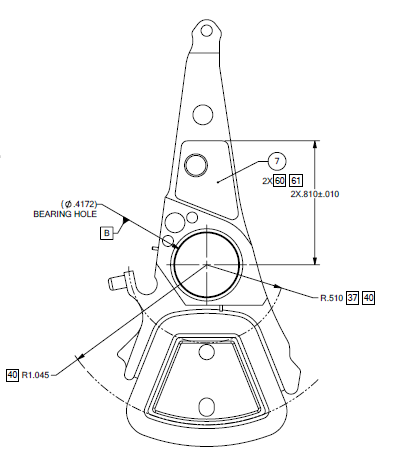 7
2X 60 61
2X.810±.010
(Ø.4172)
BEARING HOLE
B
R.510 37 40
40 R1.045